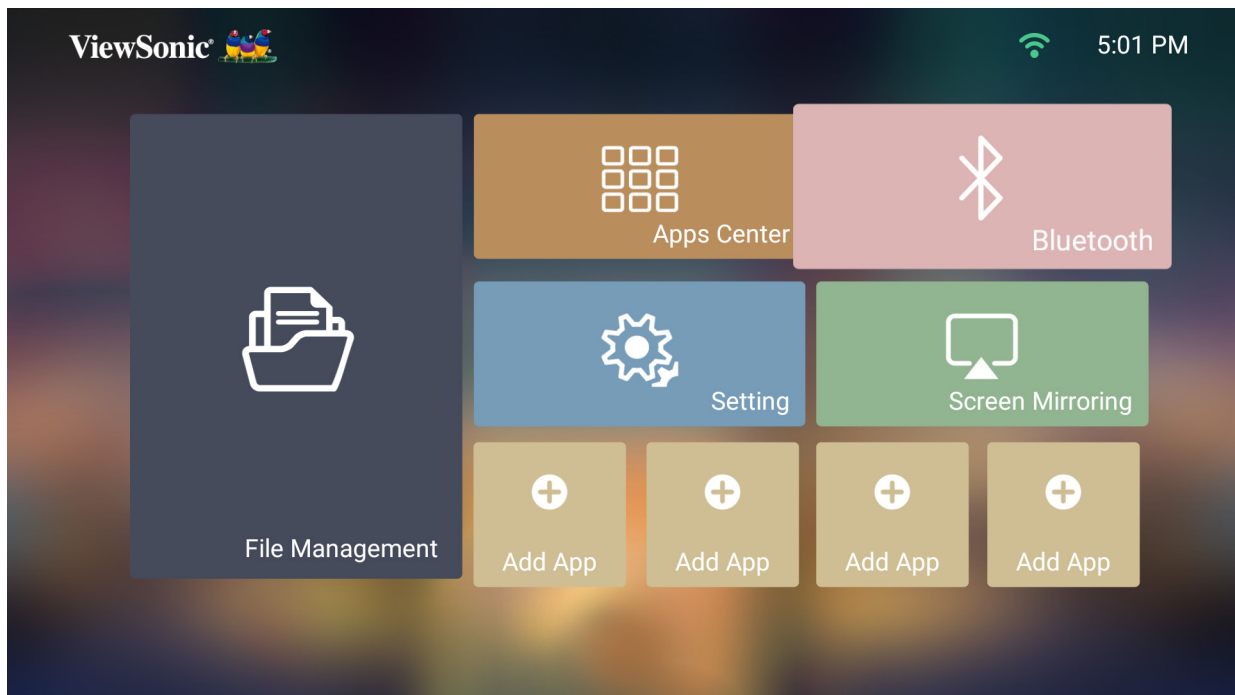 ViewSonic®
5:01 PM
Apps Center
Bluetooth
Setting
Screen Mirroring
File Management
Add App
Add App
Add App
Add App